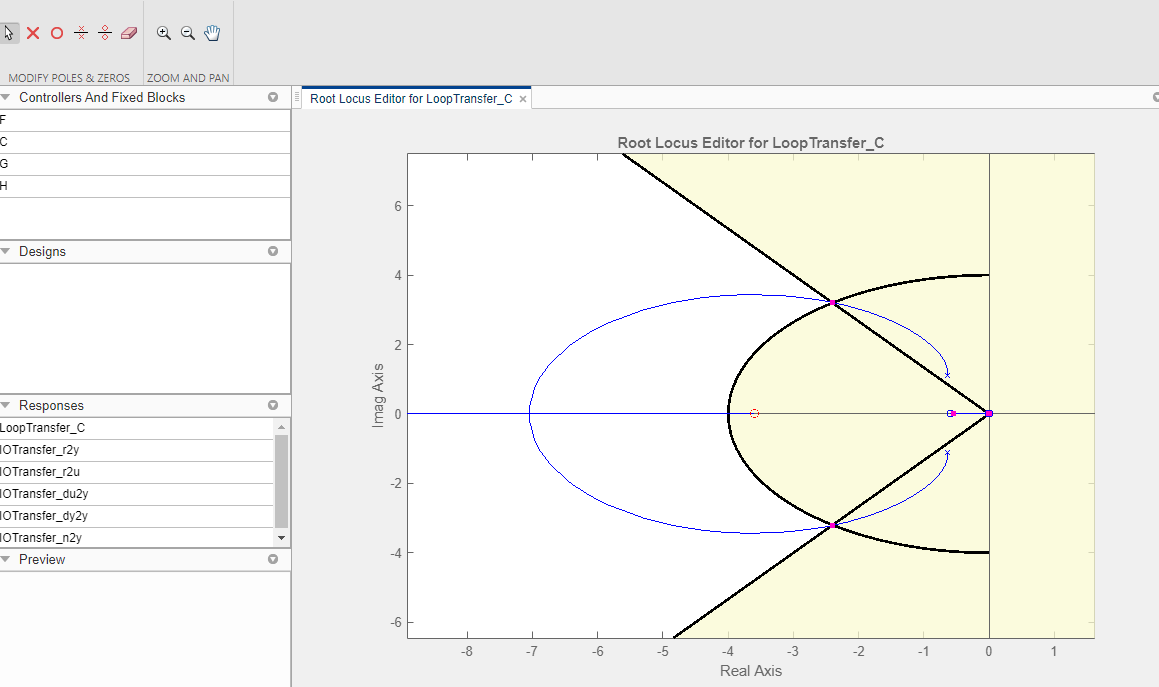 MODIFY POLES & ZEROS
ZOOM AND PAN
Controllers And Fixed Blocks
F
C
G
H
Designs
Responses
LoopTransfer_C
IOTransfer_r2y
IOTransfer_r2u
IOTransfer_du2y
IOTransfer_dy2y
IOTransfer_n2y
Preview
Root Locus Editor for LoopTransfer_C
Root Locus Editor for LoopTransfer_C
Imag Axis
6
4
2
0
-2
-4
-6
-8 -7 -6 -5 -4 -3 -2 -1 0 1
Real Axis